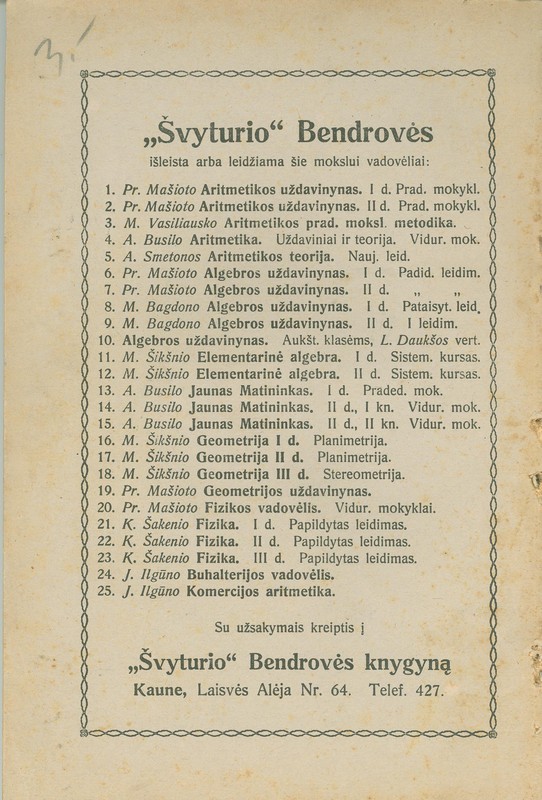 „Švyturio“ Bendrovės
išleista arba leidžiama šie mokslui vadovėliai:
1. Pr. Mašioto Aritmetikos uždavinynas. I d. Prad. mokykl.
2. Pr. Mašioto Aritmetikos uždavinynas. II d. Prad. mokykl.
3. M. Vasiliausko Aritmetikos prad. moksl. metodika.
4. A. Busilo Aritmetika. Uždaviniai ir teorija. Vidur. mok.
5. A. Smetonos Aritmetikos teorija. Nauj. leid.
6. Pr. Mašioto Algebros uždavinynas. I d. Padid. leidim.
7. Pr. Mašioto Algebros uždavinynas. II d. „ „
8. M. Bagdono Algebros uždavinynas. I d. Pataisyt. leid.
9. M. Bagdono Algebros uždavinynas. II d. I leidim.
10. Algebros uždavinynas. Aukšt. klasėms, L. Daukšos vert.
11. M. Šikšnio Elementarinė algebra. I d. Sistem. kursas.
12. M. Šikšnio Elementarinė algebra. II d. Sistem. kursas.
13. A. Busilo Jaunas Matininkas. I d. Praded. mok.
14. A. Busilo Jaunas Matininkas. II d., I kn. Vidur. mok.
15. A. Busilo Jaunas Matininkas. II d., II kn. Vidur. mok.
16. M. Šikšnio Geometrija I d. Planimetrija.
17. M. Šikšnio Geometrija II d. Planimetrija.
18. M. Šikšnio Geometrija III d. Stereometrija.
19. Pr. Mašioto Geometrijos uždavinynas.
20. Pr. Mašioto Fizikos vadovėlis. Vidur. mokyklai.
21. K. Šakenio Fizika. I d. Papildytas leidimas.
22. K. Šakenio Fizika. II d. Papildytas leidimas.
23. K. Šakenio Fizika. III d. Papildytas leidimas.
24. J. Ilgūno Buhalterijos vadovėlis.
25. J. Ilgūno Komercijos aritmetika.
Su užsakymais kreiptis į
„Švyturio“ Bendrovės knygyną
Kaune, Laisvės Alėja Nr. 64. Telef. 427.